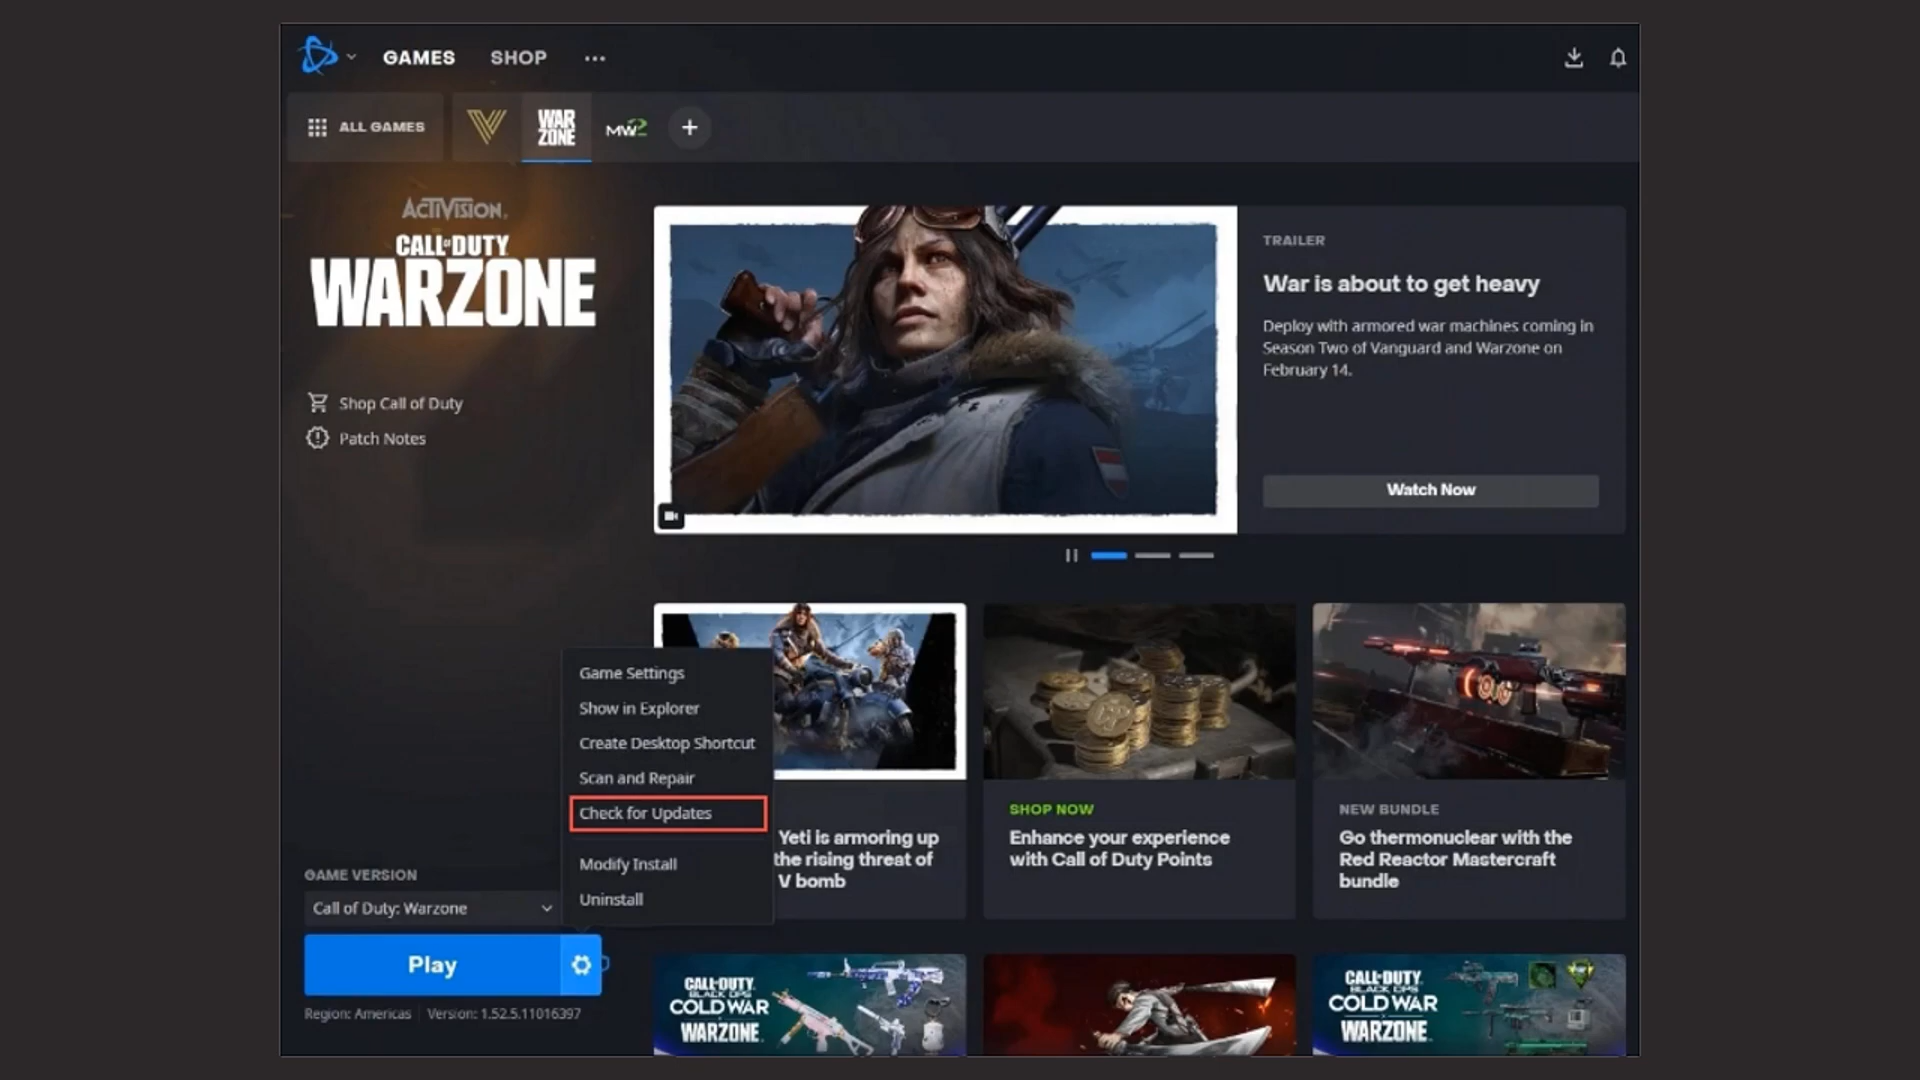 GAMES SHOP
ALL GAMES
WAR
ZONE
MW2
ACTIVISION
CALL OF DUTY
WARZONE
Shop Call of Duty
Patch Notes
TRAILER
War is about to get heavy
Deploy with armored war machines coming in
Season Two of Vanguard and Warzone on
February 14.
Watch Now
Game Settings
Show in Explorer
Create Desktop Shortcut
Scan and Repair
Check for Updates
Modify Install
Uninstall
Yeti is armoring up
the rising threat of
V bomb
SHOP NOW
Enhance your experience
with Call of Duty Points
NEW BUNDLE
Go thermonuclear with the
Red Reactor Mastercraft
bundle
GAME VERSION
Call of Duty: Warzone
Play
Region: Americas Version: 1.52.5.11016397
CALL OF DUTY
BLACK OPS
COLD WAR
WARZONE
CALL OF DUTY
BLACK OPS
COLD WAR
WARZONE